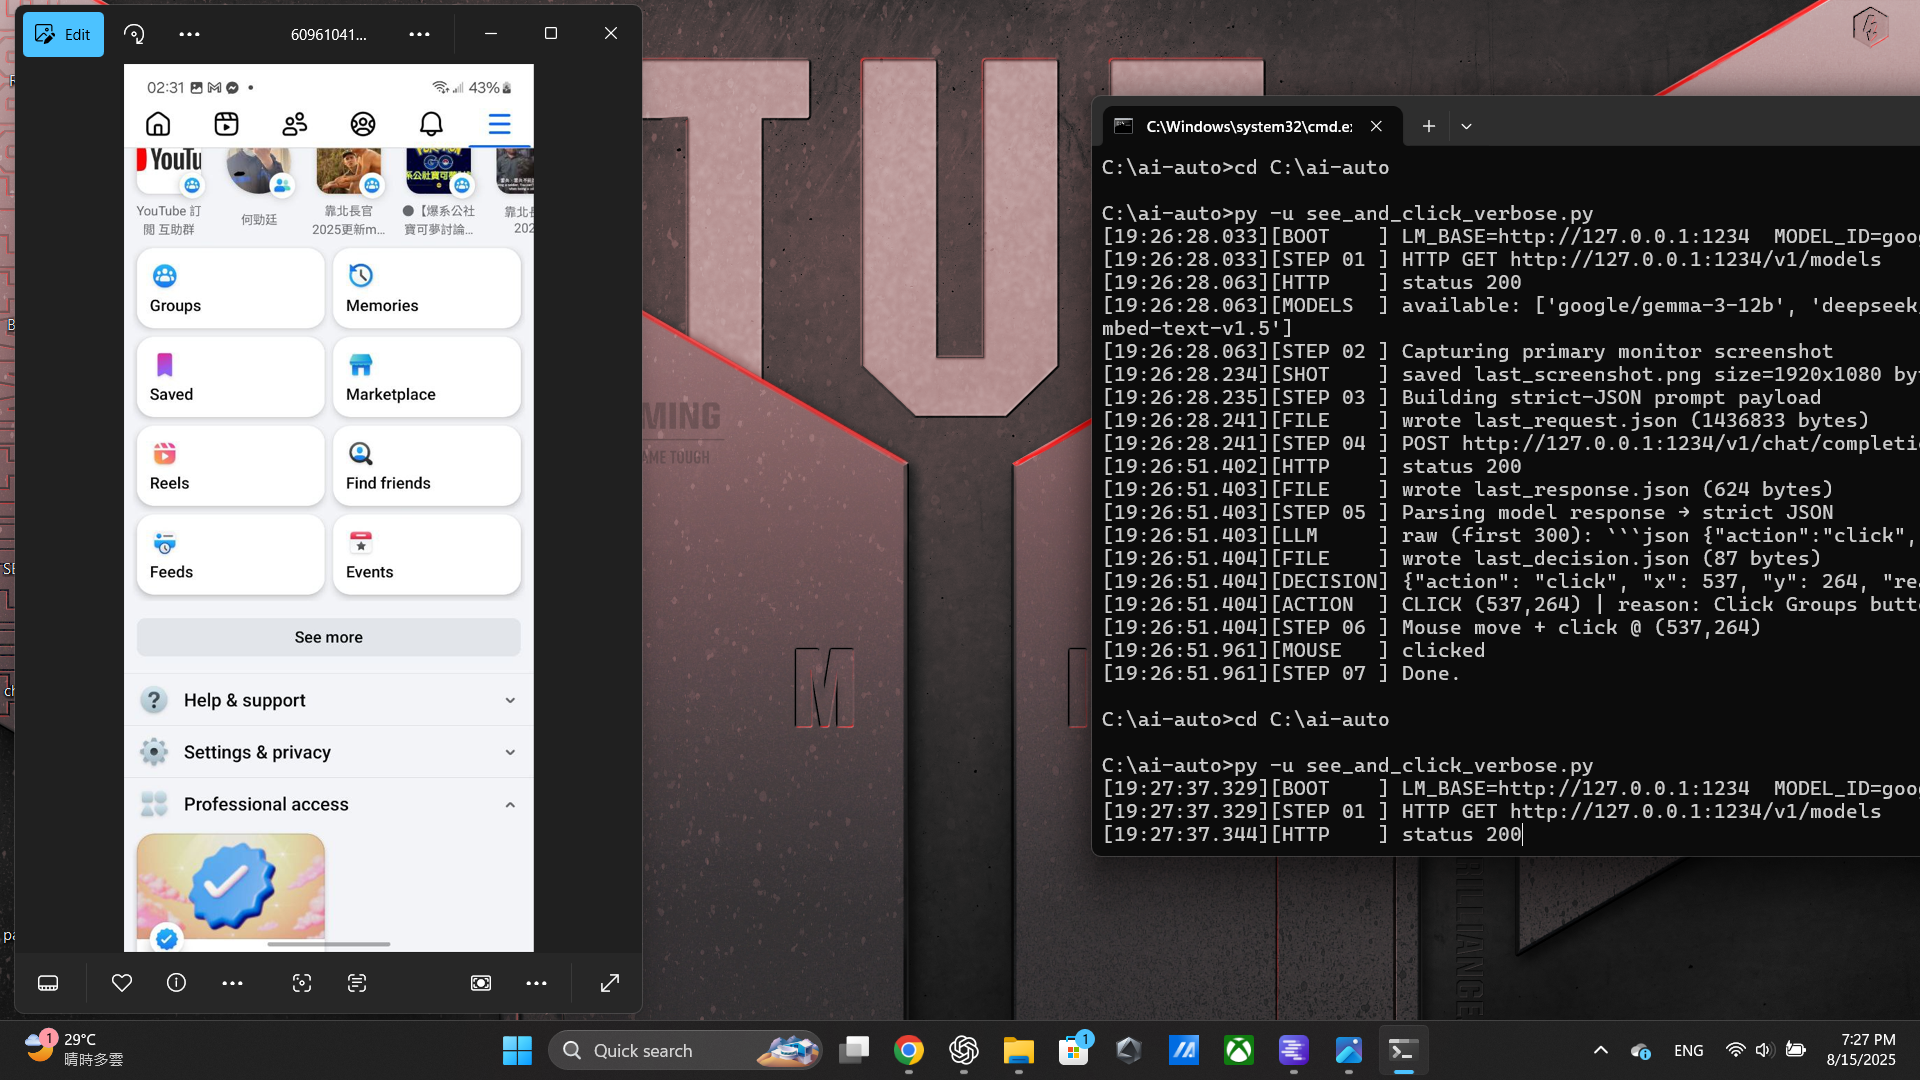 Edit
60961041...
02:31
43%
YouTu
YouTube 訂
閱 互助群
何勁廷
靠北長官
2025更新m...
●【爆系公社
寶可夢討論...
靠北長
202
Groups
Memories
Saved
Marketplace
Reels
Find friends
Feeds
Events
See more
Help & support
Settings & privacy
Professional access
TUF
MING
AME TOUGH
M
C:\Windows\system32\cmd.e
C:\ai-auto>cd C:\ai-auto
C:\ai-auto>py -u see_and_click_verbose.py
[19:26:28.033][BOOT    ] LM_BASE=http://127.0.0.1:1234  MODEL_ID=goo
[19:26:28.033][STEP 01 ] HTTP GET http://127.0.0.1:1234/v1/models
[19:26:28.063][HTTP    ] status 200
[19:26:28.063][MODELS  ] available: ['google/gemma-3-12b', 'deepseek
mbed-text-v1.5']
[19:26:28.063][STEP 02 ] Capturing primary monitor screenshot
[19:26:28.234][SHOT    ] saved last_screenshot.png size=1920x1080 by
[19:26:28.235][STEP 03 ] Building strict-JSON prompt payload
[19:26:28.241][FILE    ] wrote last_request.json (1436833 bytes)
[19:26:28.241][STEP 04 ] POST http://127.0.0.1:1234/v1/chat/completi
[19:26:51.402][HTTP    ] status 200
[19:26:51.403][FILE    ] wrote last_response.json (624 bytes)
[19:26:51.403][STEP 05 ] Parsing model response → strict JSON
[19:26:51.403][LLM     ] raw (first 300): ```json {"action":"click",
[19:26:51.404][FILE    ] wrote last_decision.json (87 bytes)
[19:26:51.404][DECISION] {"action": "click", "x": 537, "y": 264, "rea
[19:26:51.404][ACTION  ] CLICK (537,264) | reason: Click Groups butt
[19:26:51.404][STEP 06 ] Mouse move + click @ (537,264)
[19:26:51.961][MOUSE   ] clicked
[19:26:51.961][STEP 07 ] Done.
C:\ai-auto>cd C:\ai-auto
C:\ai-auto>py -u see_and_click_verbose.py
[19:27:37.329][BOOT    ] LM_BASE=http://127.0.0.1:1234  MODEL_ID=goo
[19:27:37.329][STEP 01 ] HTTP GET http://127.0.0.1:1234/v1/models
[19:27:37.344][HTTP    ] status 200
1
29°C
晴時多雲
Quick search
1
ENG
7:27 PM
8/15/2025